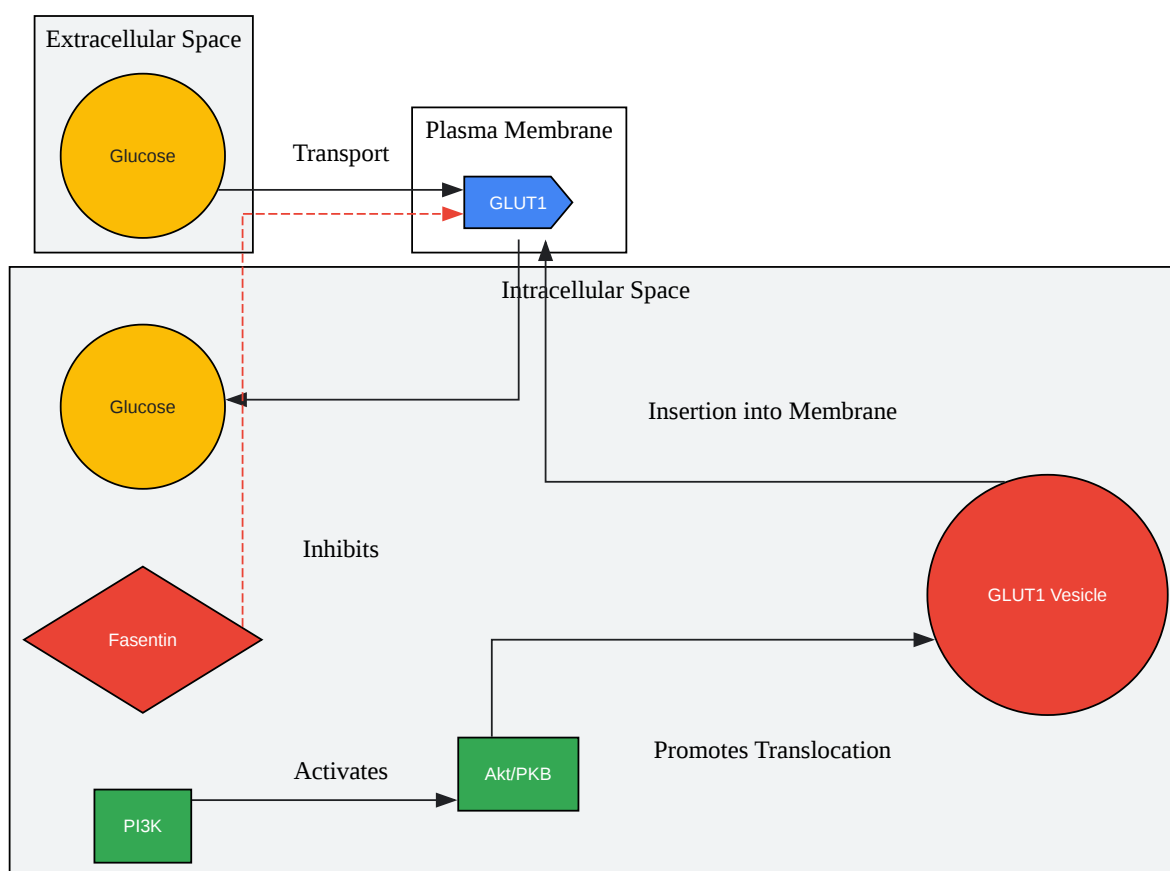 Extracellular Space
Glucose
Transport
Plasma Membrane
GLUT1
Intracellular Space
Glucose
Insertion into Membrane
Inhibits
GLUT1 Vesicle
Fasentin
Promotes Translocation
Activates
Akt/PKB
PI3K